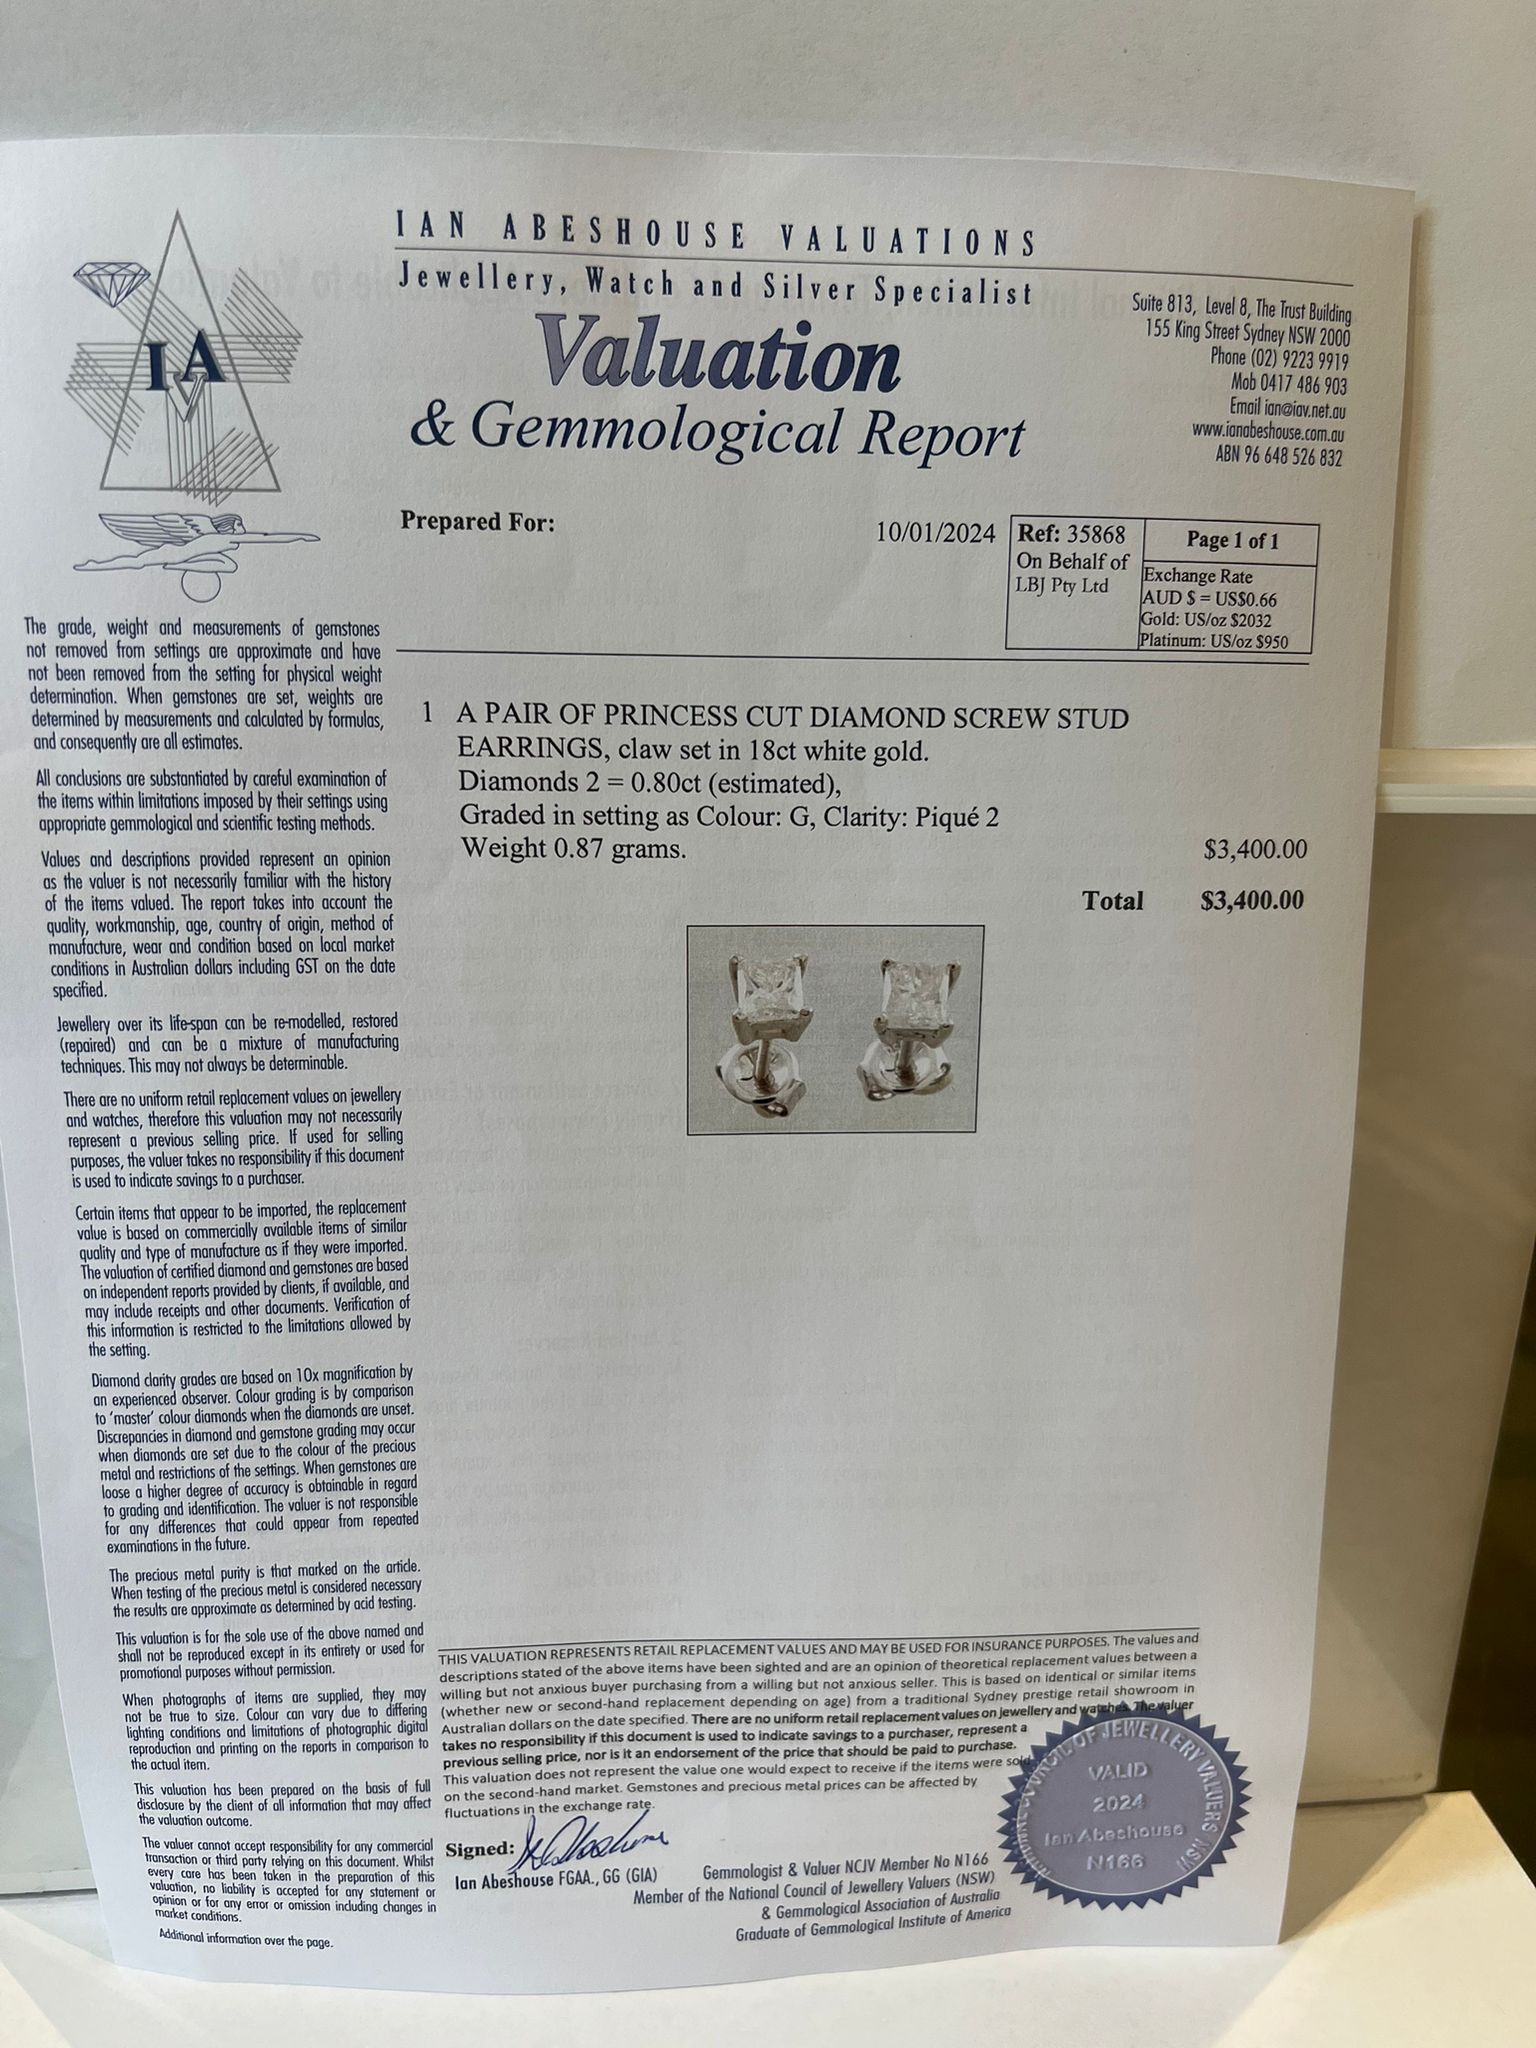 IAN ABESHOUSE VALUATIONS
Jewellery, Watch and Silver Specialist
Valuation
& Gemmological Report
Suite 813, Level 8, The Trust Building
155 King Street Sydney NSW 2000
Phone (02) 9223 9919
Mob 0417 486 903
Email ian@iav.net.au
www.ianabeshouse.com.au
ABN 96 648 526 832
IVA
Prepared For:
10/01/2024
Ref: 35868
On Behalf of
LBJ Pty Ltd
Page 1 of 1
Exchange Rate
AUD $ = US$0.66
Gold: US/oz $2032
Platinum: US/oz $950
1 A PAIR OF PRINCESS CUT DIAMOND SCREW STUD
EARRINGS, claw set in 18ct white gold.
Diamonds 2 = 0.80ct (estimated),
Graded in setting as Colour: G, Clarity: Piqué 2
Weight 0.87 grams. $3,400.00
Total $3,400.00
The grade, weight and measurements of gemstones
not removed from settings are approximate and have
not been removed from the setting for physical weight
determination. When gemstones are set, weights are
determined by measurements and calculated by formulas,
and consequently are all estimates.
All conclusions are substantiated by careful examination of
the items within limitations imposed by their settings using
appropriate gemmological and scientific testing methods.
Values and descriptions provided represent an opinion
as the valuer is not necessarily familiar with the history
of the items valued. The report takes into account the
quality, workmanship, age, country of origin, method of
manufacture, wear and condition based on local market
conditions in Australian dollars including GST on the date
specified.
Jewellery over its life-span can be re-modelled, restored
(repaired) and can be a mixture of manufacturing
techniques. This may not always be determinable.
There are no uniform retail replacement values on jewellery
and watches, therefore this valuation may not necessarily
represent a previous selling price. If used for selling
purposes, the valuer takes no responsibility if this document
is used to indicate savings to a purchaser.
Certain items that appear to be imported, the replacement
value is based on commercially available items of similar
quality and type of manufacture as if they were imported.
The valuation of certified diamond and gemstones are based
on independent reports provided by clients, if available, and
may include receipts and other documents. Verification of
this information is restricted to the limitations allowed by
the setting.
Diamond clarity grades are based on 10x magnification by
an experienced observer. Colour grading is by comparison
to 'master' colour diamonds when the diamonds are unset.
Discrepancies in diamond and gemstone grading may occur
when diamonds are set due to the colour of the precious
metal and restrictions of the settings. When gemstones are
loose a higher degree of accuracy is obtainable in regard
to grading and identification. The valuer is not responsible
for any differences that could appear from repeated
examinations in the future.
The precious metal purity is that marked on the article.
When testing of the precious metal is considered necessary
the results are approximate as determined by acid testing.
This valuation is for the sole use of the above named and
shall not be reproduced except in its entirety or used for
promotional purposes without permission.
When photographs of items are supplied, they may
not be true to size. Colour can vary due to differing
lighting conditions and limitations of photographic digital
reproduction and printing on the reports in comparison to
the actual item.
This valuation has been prepared on the basis of full
disclosure by the client of all information that may affect
the valuation outcome.
The valuer cannot accept responsibility for any commercial
transaction or third party relying on this document. Whilst
every care has been taken in the preparation of this
valuation, no liability is accepted for any statement or
opinion or for any error or omission including changes in
market conditions.
Additional information over the page.
THIS VALUATION REPRESENTS RETAIL REPLACEMENT VALUES AND MAY BE USED FOR INSURANCE PURPOSES. The values and
descriptions stated of the above items have been sighted and are an opinion of theoretical replacement values between a
willing but not anxious buyer purchasing from a willing but not anxious seller. This is based on identical or similar items
(whether new or second-hand replacement depending on age) from a traditional Sydney prestige retail showroom in
Australian dollars on the date specified. There are no uniform retail replacement values on jewellery and watches. The valuer
takes no responsibility if this document is used to indicate savings to a purchaser, represent a
previous selling price, nor is it an endorsement of the price that should be paid to purchase.
This valuation does not represent the value one would expect to receive if the items were sold
on the second-hand market. Gemstones and precious metal prices can be affected by
fluctuations in the exchange rate.
Signed:
Ian Abeshouse FGAA., GG (GIA)
Gemmologist & Valuer NCJV Member No N166
Member of the National Council of Jewellery Valuers (NSW)
& Gemmological Association of Australia
Graduate of Gemmological Institute of America
COUNCIL OF JEWELLERY VALUERS NSW
VALID
2024
Ian Abeshouse
N166